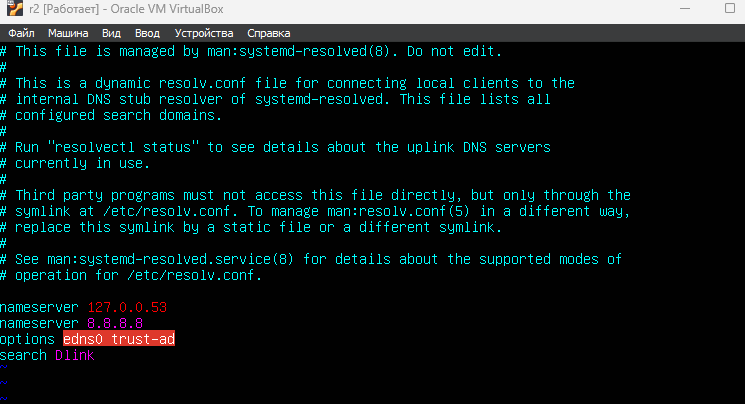 r2 [Работает] - Oracle VM VirtualBox
Файл Машина Вид Ввод Устройства Справка
# This file is managed by man:systemd-resolved(8). Do not edit.
#
# This is a dynamic resolv.conf file for connecting local clients to the
# internal DNS stub resolver of systemd-resolved. This file lists all
# configured search domains.
#
# Run "resolvectl status" to see details about the uplink DNS servers
# currently in use.
#
# Third party programs must not access this file directly, but only through the
# symlink at /etc/resolv.conf. To manage man:resolv.conf(5) in a different way,
# replace this symlink by a static file or a different symlink.
#
# See man:systemd-resolved.service(8) for details about the supported modes of
# operation for /etc/resolv.conf.
nameserver 127.0.0.53
nameserver 8.8.8.8
options edns0 trust-ad
search Dlink
~
~
~